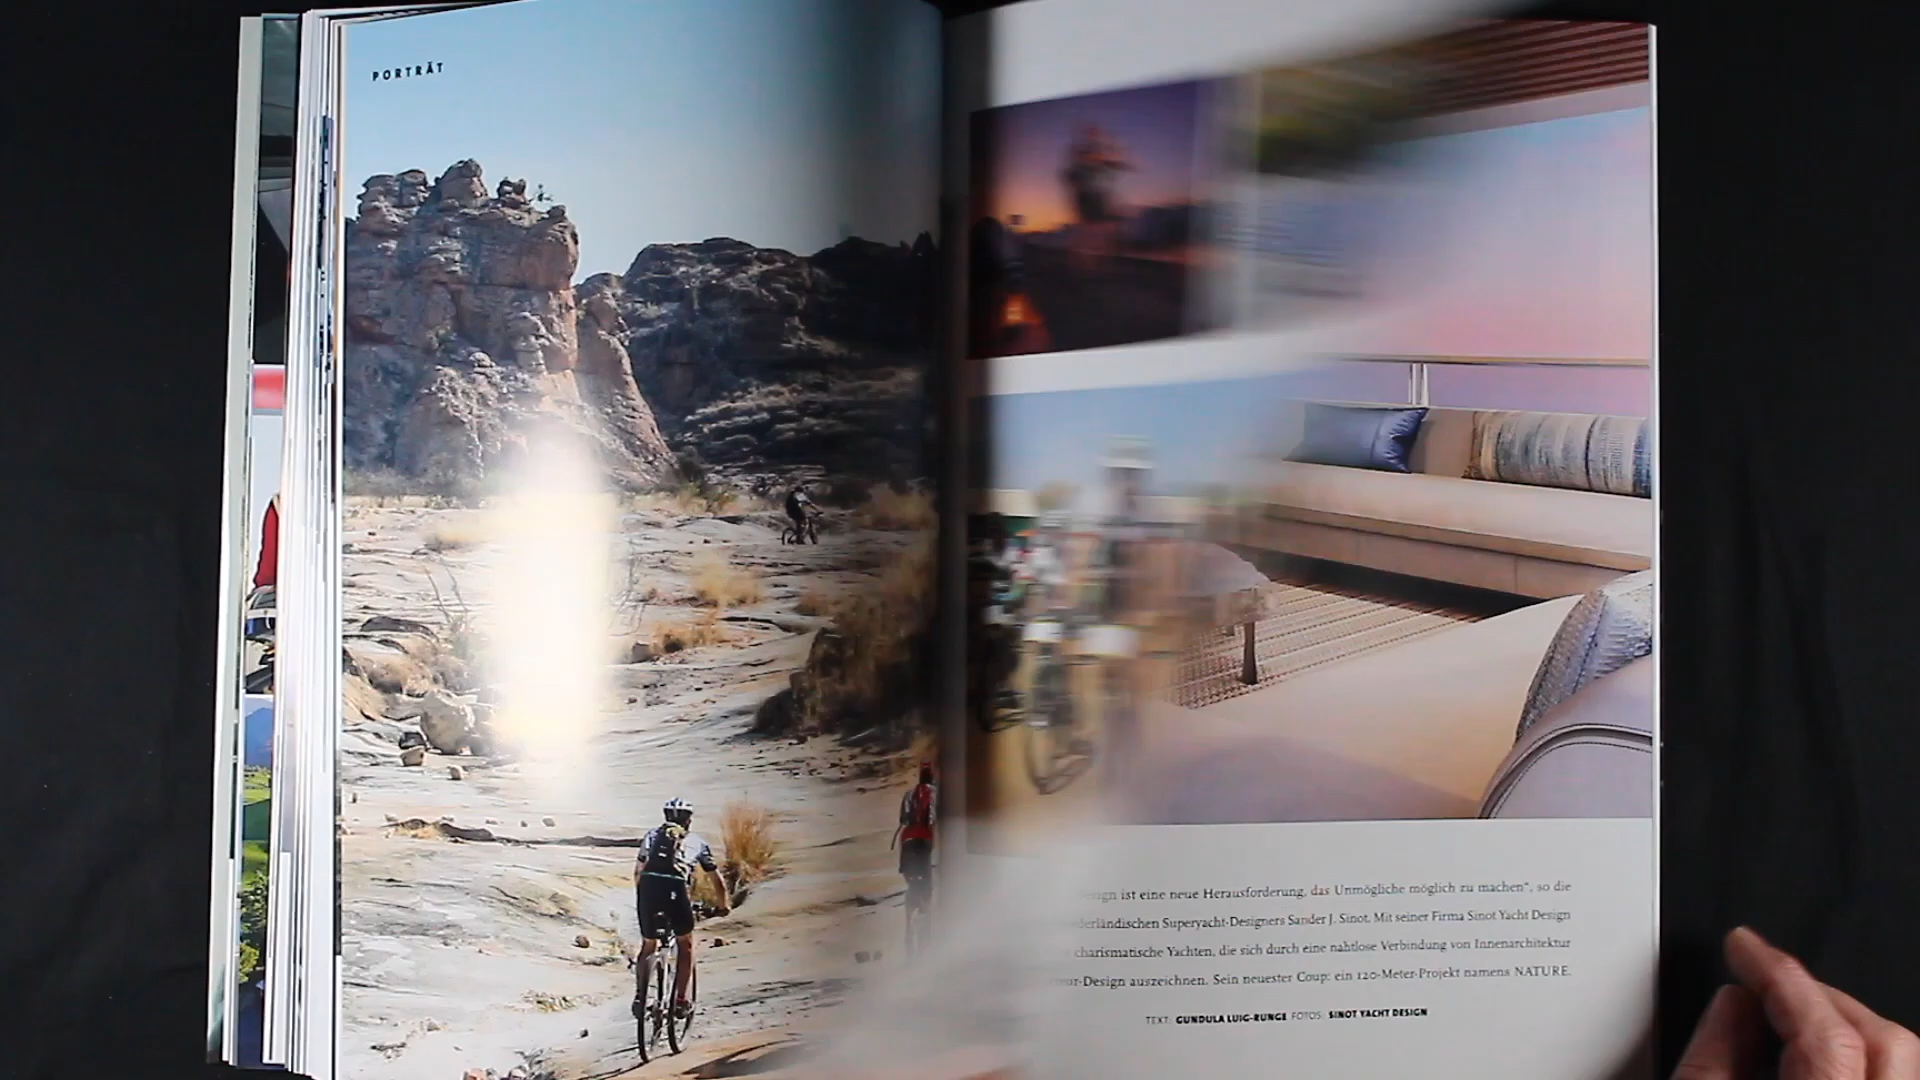 PORTRÄT
ist eine neue Herausforderung, das Unmögliche möglich zu machen“, so die
Superyacht-Designers Sander J. Sinot. Mit seiner Firma Sinot Yacht Design
charismatische Yachten, die sich durch eine nahtlose Verbindung von Innenarchitektur
-Design auszeichnen. Sein neuester Coup: ein 120-Meter-Projekt namens NATURE.
TEXT: GUNDULA LUIG-RUNGE FOTOS: SINOT YACHT DESIGN